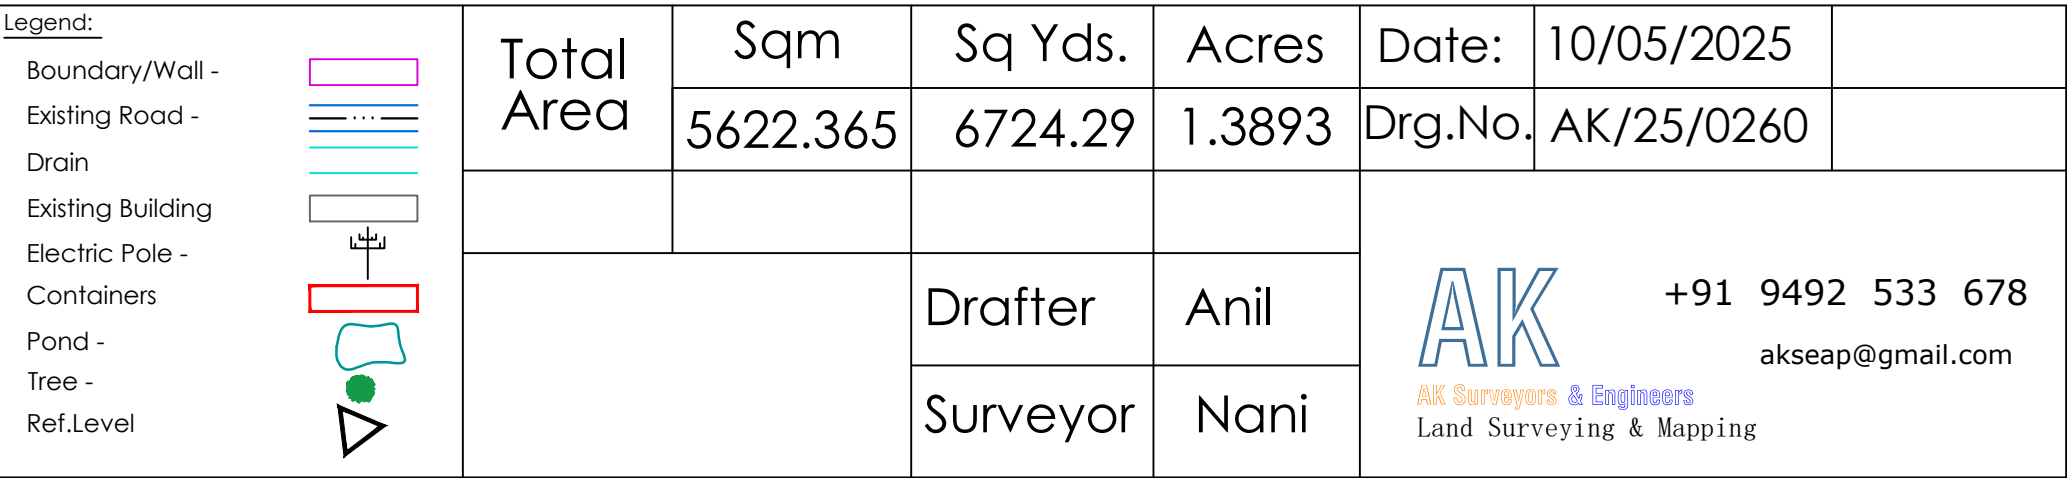 Legend:
Boundary/Wall -
Existing Road -
Drain
Existing Building
Electric Pole -
Containers
Pond -
Tree -
Ref.Level
Total
Area
Sqm
Sq Yds.
Acres
5622.365
6724.29
1.3893
Date:
10/05/2025
Drg.No.
AK/25/0260
Drafter
Anil
Surveyor
Nani
AK
+91 9492 533 678
akseap@gmail.com
AK Surveyors & Engineers
Land Surveying & Mapping